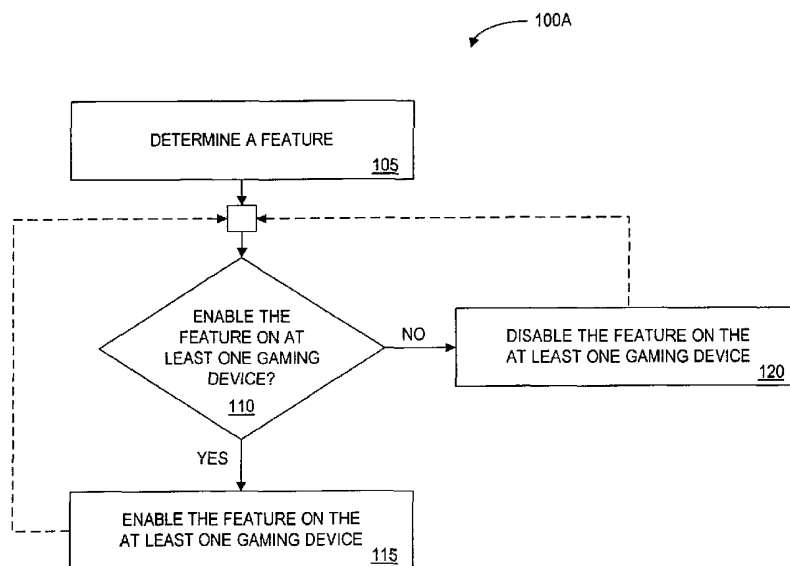 100A
DETERMINE A FEATURE
105
ENABLE THE
FEATURE ON AT
LEAST ONE GAMING
DEVICE?
110
NO
DISABLE THE FEATURE ON THE
AT LEAST ONE GAMING DEVICE
120
YES
ENABLE THE FEATURE ON THE
AT LEAST ONE GAMING DEVICE
115